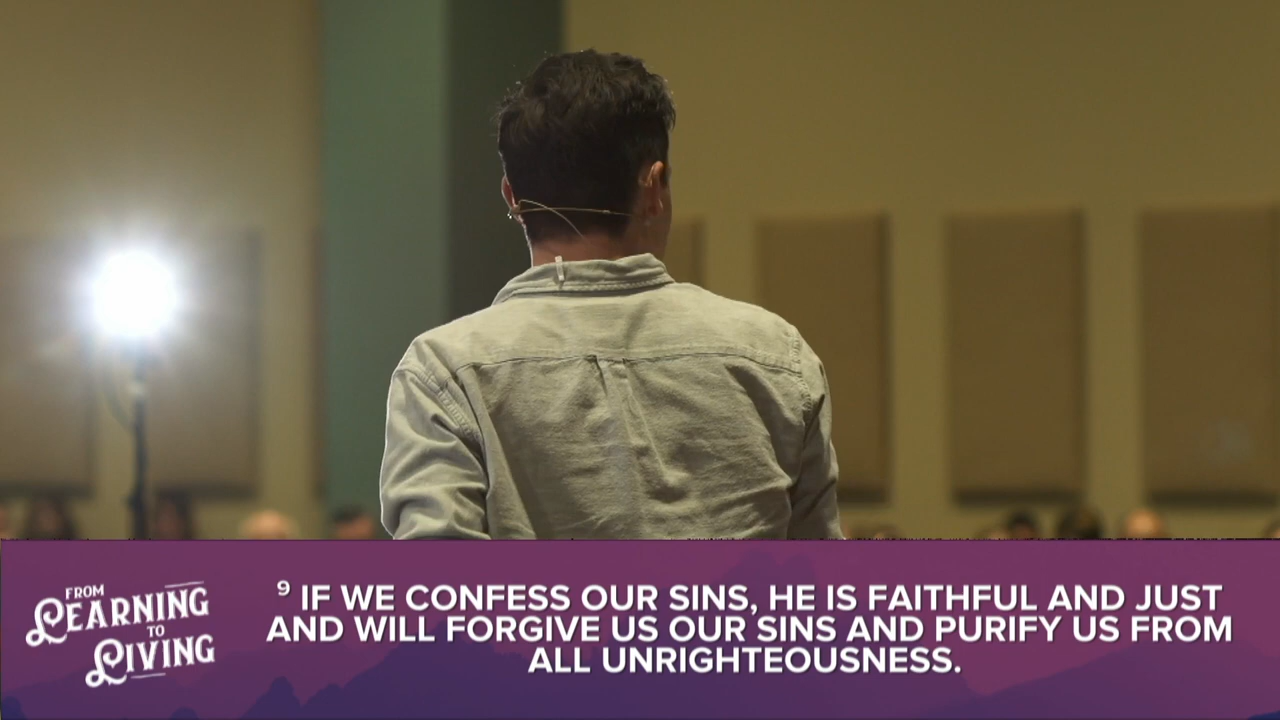 FROM
LEARNING
TO
LIVING
9 IF WE CONFESS OUR SINS, HE IS FAITHFUL AND JUST
AND WILL FORGIVE US OUR SINS AND PURIFY US FROM
ALL UNRIGHTEOUSNESS.